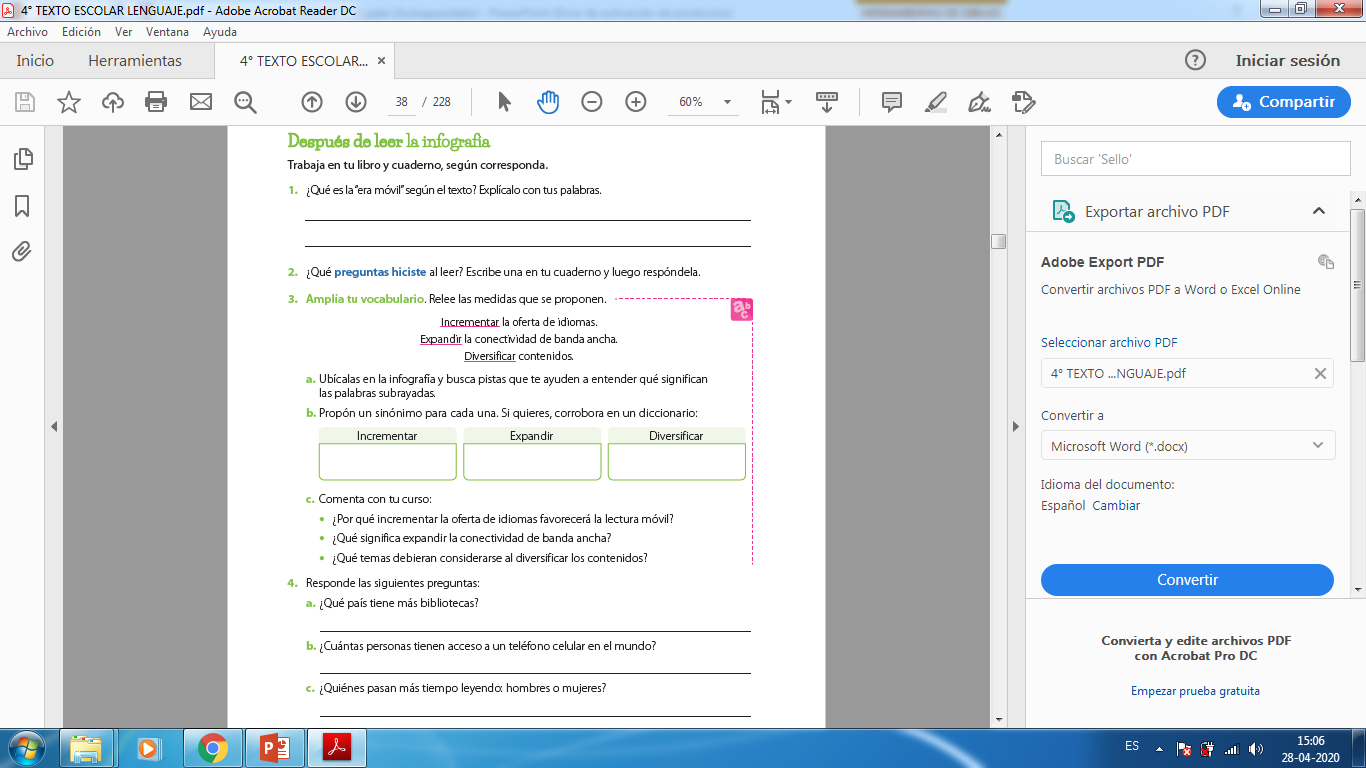 4° TEXTO ESCOLAR LENGUAJE.pdf - Adobe Acrobat Reader DC
Archivo Edición Ver Ventana Ayuda
Inicio Herramientas 4° TEXTO ESCOLAR... × Iniciar sesión
38 / 228 60% Compartir
Después de leer la infografía
Trabaja en tu libro y cuaderno, según corresponda.
1. ¿Qué es la “era móvil” según el texto? Explícalo con tus palabras.
2. ¿Qué preguntas hiciste al leer? Escribe una en tu cuaderno y luego respóndela.
3. Amplía tu vocabulario. Relee las medidas que se proponen.
abc
Incrementar la oferta de idiomas.
Expandir la conectividad de banda ancha.
Diversificar contenidos.
a. Ubícalas en la infografía y busca pistas que te ayuden a entender qué significan
las palabras subrayadas.
b. Propón un sinónimo para cada una. Si quieres, corrobora en un diccionario:
Incrementar Expandir Diversificar
c. Comenta con tu curso:
• ¿Por qué incrementar la oferta de idiomas favorecerá la lectura móvil?
• ¿Qué significa expandir la conectividad de banda ancha?
• ¿Qué temas debieran considerarse al diversificar los contenidos?
4. Responde las siguientes preguntas:
a. ¿Qué país tiene más bibliotecas?
b. ¿Cuántas personas tienen acceso a un teléfono celular en el mundo?
c. ¿Quiénes pasan más tiempo leyendo: hombres o mujeres?
Buscar 'Sello'
Exportar archivo PDF
Adobe Export PDF
Convertir archivos PDF a Word o Excel Online
Seleccionar archivo PDF
4° TEXTO ...NGUAJE.pdf
Convertir a
Microsoft Word (*.docx)
Idioma del documento:
Español Cambiar
Convertir
Convierta y edite archivos PDF
con Acrobat Pro DC
Empezar prueba gratuita
ES 15:06
28-04-2020